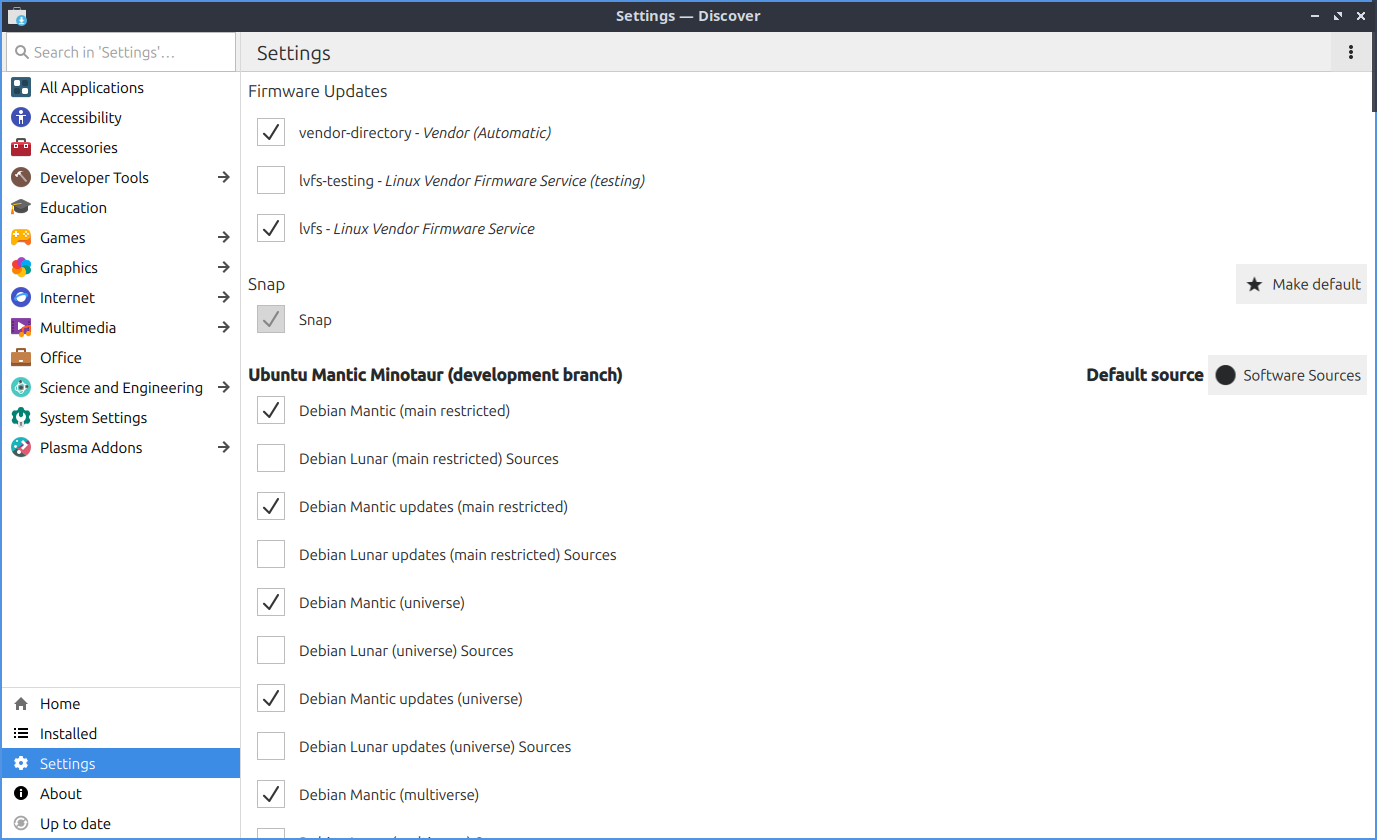 Settings — Discover
Search in 'Settings'…
Settings
All Applications
Accessibility
Accessories
Developer Tools
Education
Games
Graphics
Internet
Multimedia
Office
Science and Engineering
System Settings
Plasma Addons
Home
Installed
Settings
About
Up to date
Firmware Updates
vendor-directory - Vendor (Automatic)
lvfs-testing - Linux Vendor Firmware Service (testing)
lvfs - Linux Vendor Firmware Service
Snap
Make default
Snap
Ubuntu Mantic Minotaur (development branch)
Default source
Software Sources
Debian Mantic (main restricted)
Debian Lunar (main restricted) Sources
Debian Mantic updates (main restricted)
Debian Lunar updates (main restricted) Sources
Debian Mantic (universe)
Debian Lunar (universe) Sources
Debian Mantic updates (universe)
Debian Lunar updates (universe) Sources
Debian Mantic (multiverse)